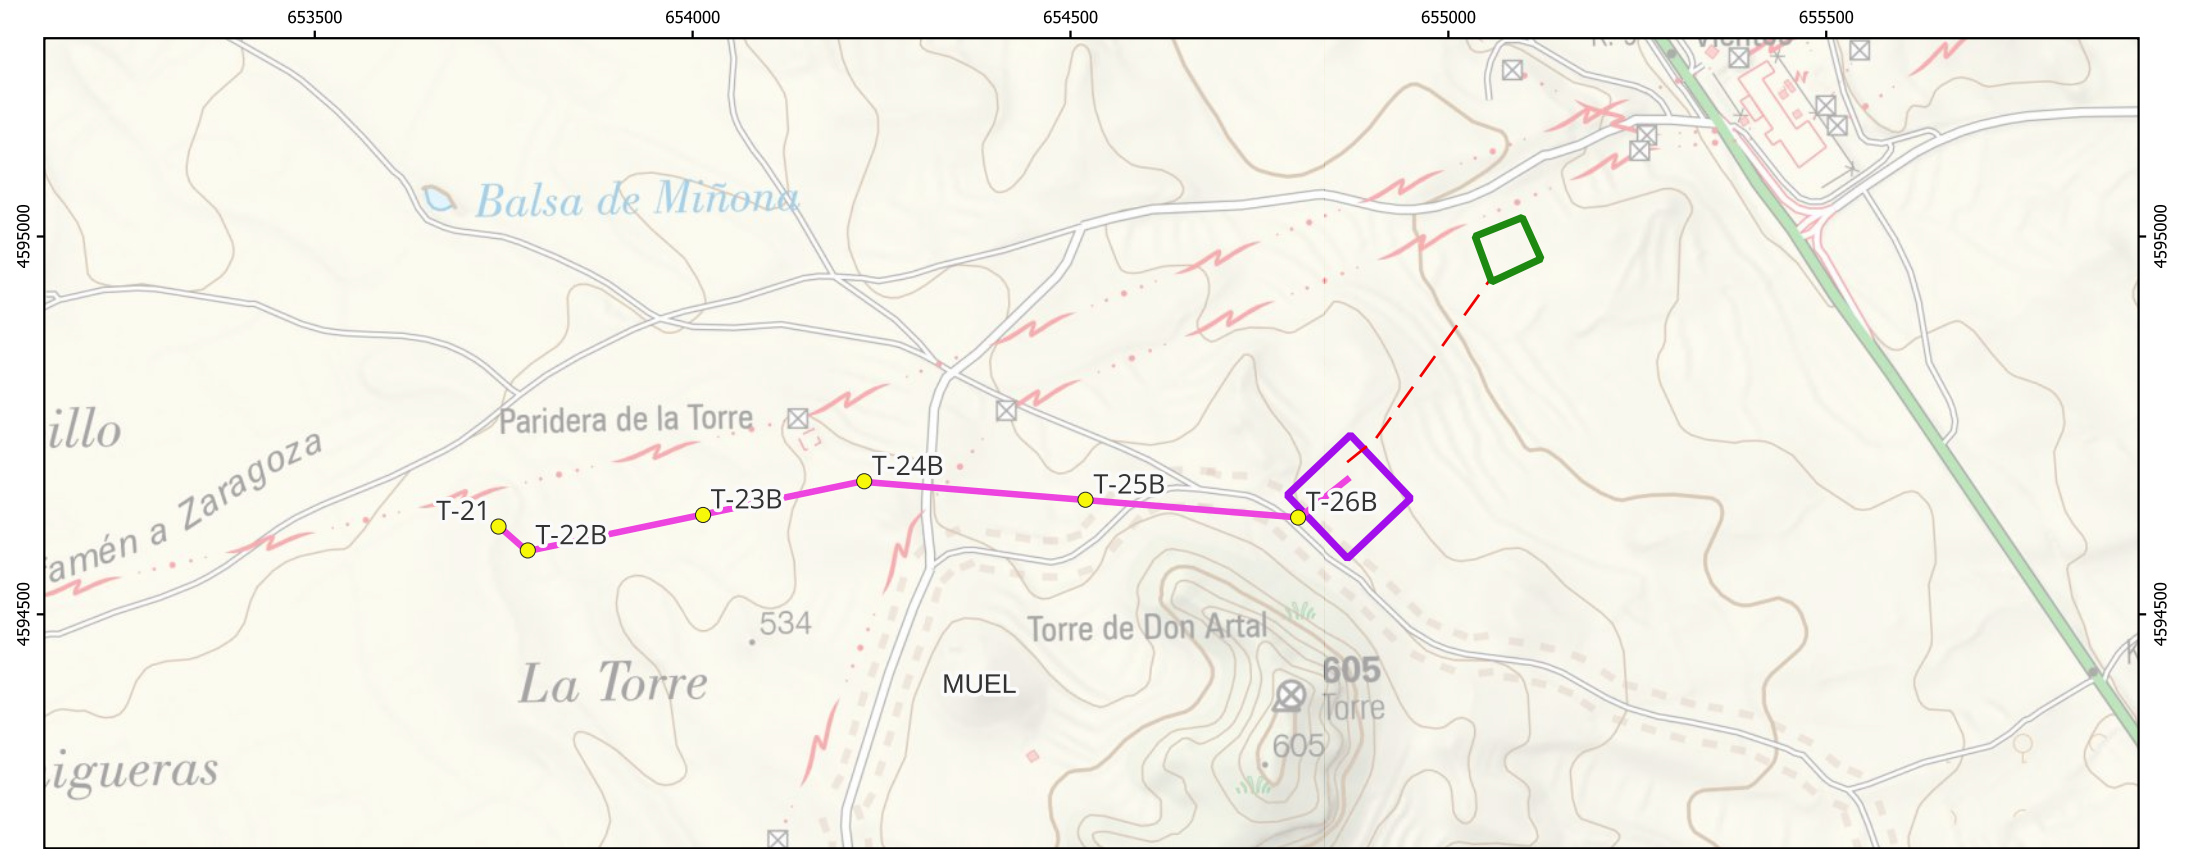 653500 654000 654500 655000 655500
Balsa de Miñona
4595000
4595000
Paridera de la Torre
illo
amén a Zaragoza
T-24B
T-25B
T-23B
T-26B
T-21
T-22B
4594500
4594500
534
Torre de Don Artal
La Torre
MUEL
605
Torre
605
igueras